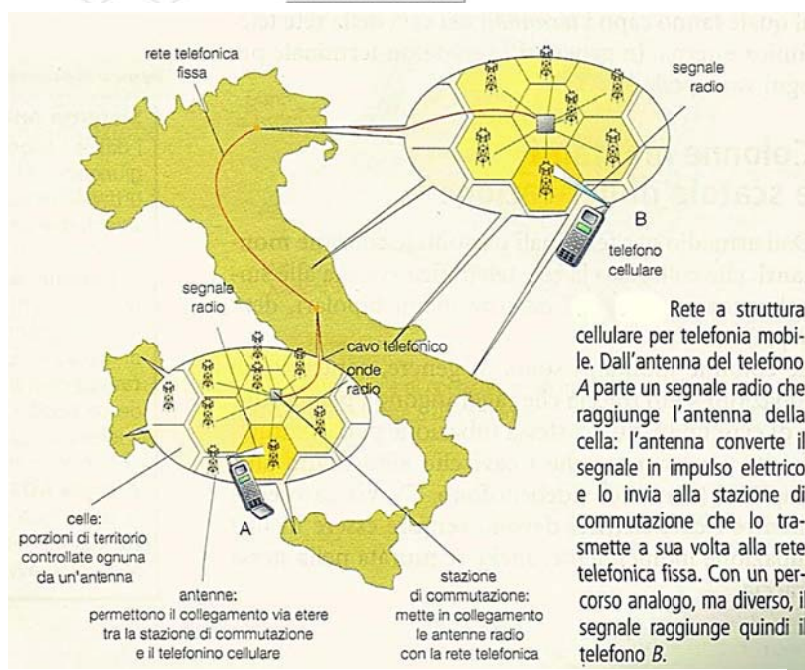 rete telefonica
fissa
segnale
radio
B
telefono
cellulare
segnale
radio
cavo telefonico
onde
radio
A
celle:
porzioni di territorio
controllate ognuna
da un'antenna
antenne:
permettono il collegamento via etere
tra la stazione di commutazione
e il telefonino cellulare
stazione
di commutazione:
mette in collegamento
le antenne radio
con la rete telefonica
Rete a struttura
cellulare per telefonia mobi-
le. Dall'antenna del telefono
A parte un segnale radio che
raggiunge l'antenna della
cella: l'antenna converte il
segnale in impulso elettrico
e lo invia alla stazione di
commutazione che lo tra-
smette a sua volta alla rete
telefonica fissa. Con un per-
corso analogo, ma diverso, il
segnale raggiunge quindi il
telefono B.